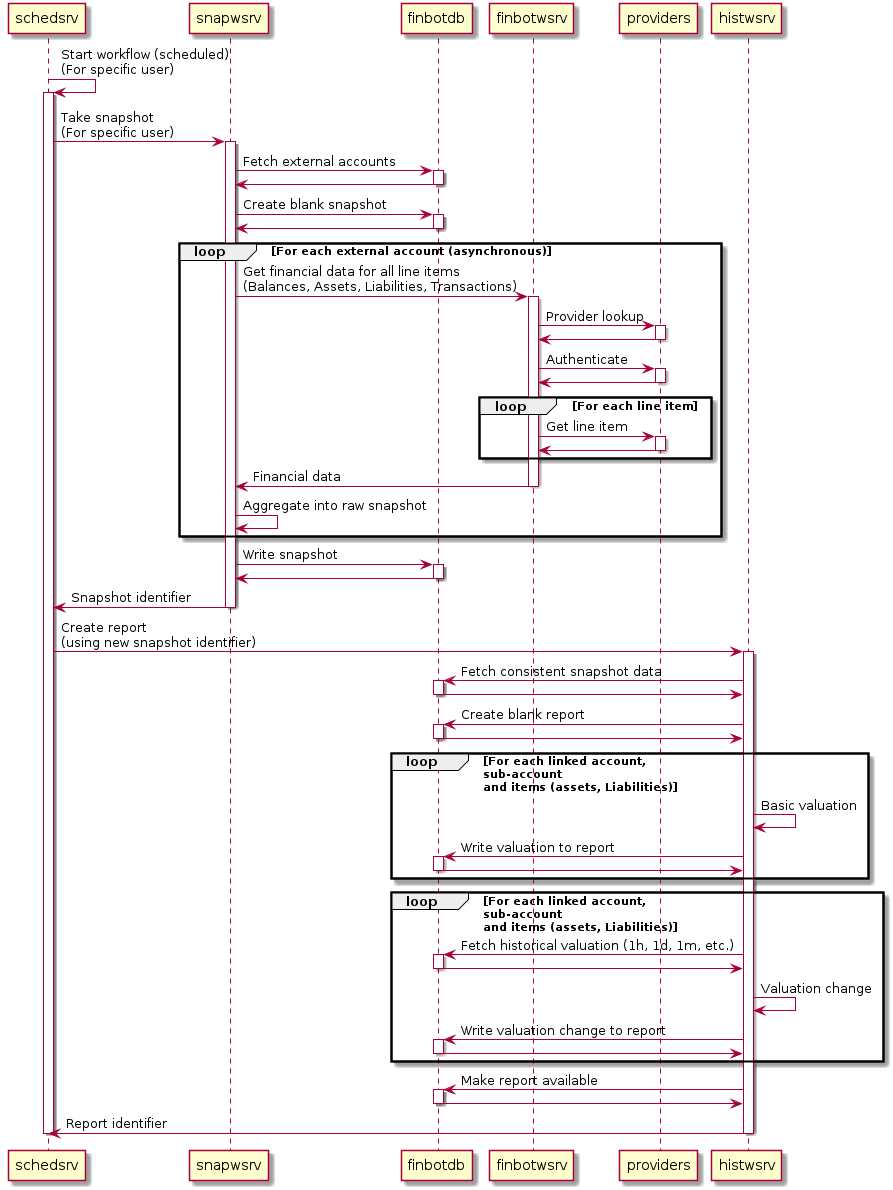 schedsrv snapwsrv finbotdb finbotwsrv providers histwsrv
Start workflow (scheduled)
(For specific user)
Take snapshot
(For specific user)
Fetch external accounts
Create blank snapshot
loop [For each external account (asynchronous)]
Get financial data for all line items
(Balances, Assets, Liabilities, Transactions)
Provider lookup
Authenticate
loop [For each line item]
Get line item
Financial data
Aggregate into raw snapshot
Write snapshot
Snapshot identifier
Create report
(using new snapshot identifier)
Fetch consistent snapshot data
Create blank report
loop [For each linked account,
sub-account
and items (assets, Liabilities)]
Basic valuation
Write valuation to report
loop [For each linked account,
sub-account
and items (assets, Liabilities)]
Fetch historical valuation (1h, 1d, 1m, etc.)
Valuation change
Write valuation change to report
Make report available
Report identifier
schedsrv snapwsrv finbotdb finbotwsrv providers histwsrv